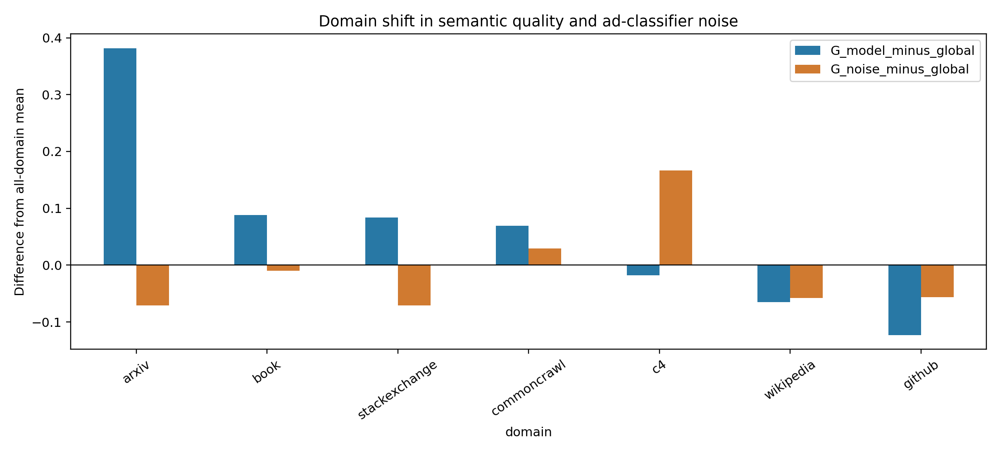 Domain shift in semantic quality and ad-classifier noise
G_model_minus_global
G_noise_minus_global
Difference from all-domain mean
0.4
0.3
0.2
0.1
0.0
−0.1
arxiv
book
stackexchange
commoncrawl
c4
wikipedia
github
domain